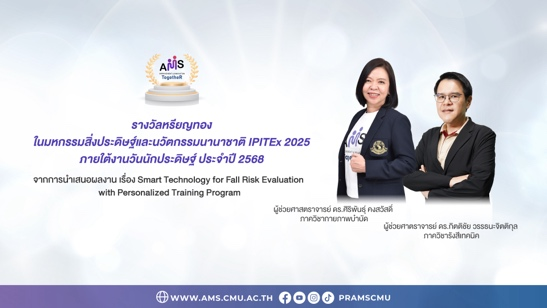 AMS
TogetheR
รางวัลเหรียญทอง
ในมหกรรมสิ่งประดิษฐ์และนวัตกรรมนานาชาติ IPITEx 2025
ภายใต้งานวันนักประดิษฐ์ ประจำปี 2568
จากการนำเสนอผลงาน เรื่อง Smart Technology for Fall Risk Evaluation
with Personalized Training Program
ผู้ช่วยศาสตราจารย์ ดร.ศิริพันธุ์ คงสวัสดิ์
ภาควิชากายภาพบำบัด
ผู้ช่วยศาสตราจารย์ ดร.กิตติชัย วรรธนะจิตติกุล
ภาควิชารังสีเทคนิค
WWW.AMS.CMU.AC.TH
PRAMSCMU